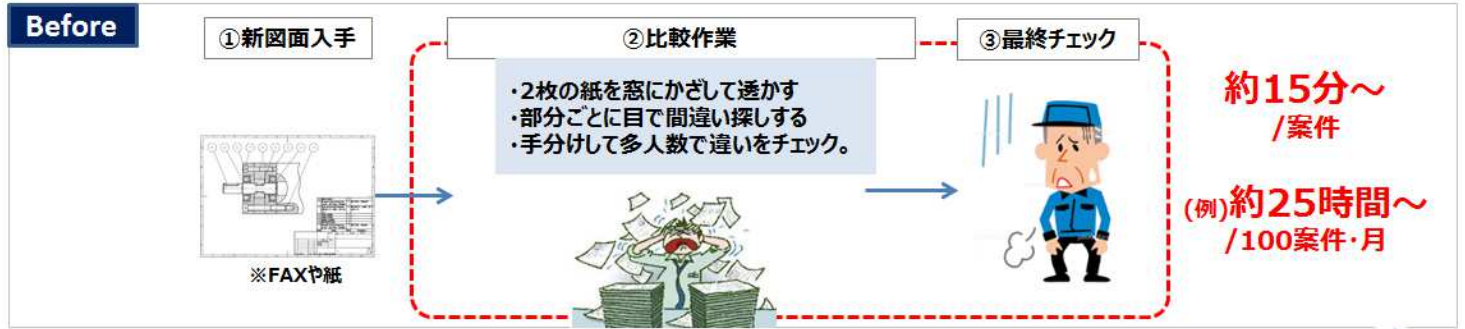 Before
①新図面入手
②比較作業
③最終チェック
・2枚の紙を窓にかざして透かす
・部分ごとに目で間違い探しする
・手分けして多人数で違いをチェック。
※FAXや紙
約15分～
/案件
(例)約25時間～
/100案件・月